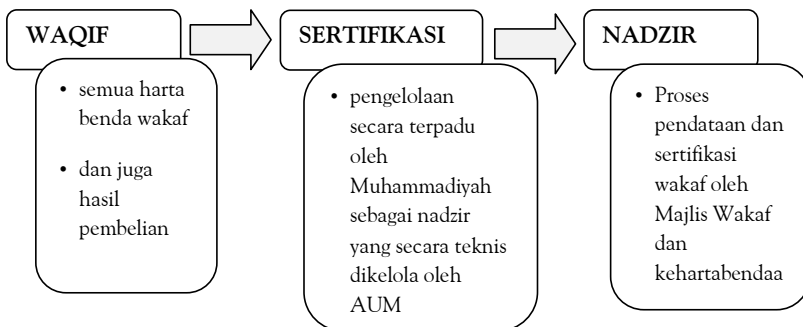 WAQIF
• semua harta
benda wakaf
• dan juga
hasil
pembelian
SERTIFIKASI
• pengelolaan
secara terpadu
oleh
Muhammadiyah
sebagai nadzir
yang secara teknis
dikelola oleh
AUM
NADZIR
• Proses
pendataan dan
sertifikasi
wakaf oleh
Majlis Wakaf
dan
kehartabendaa